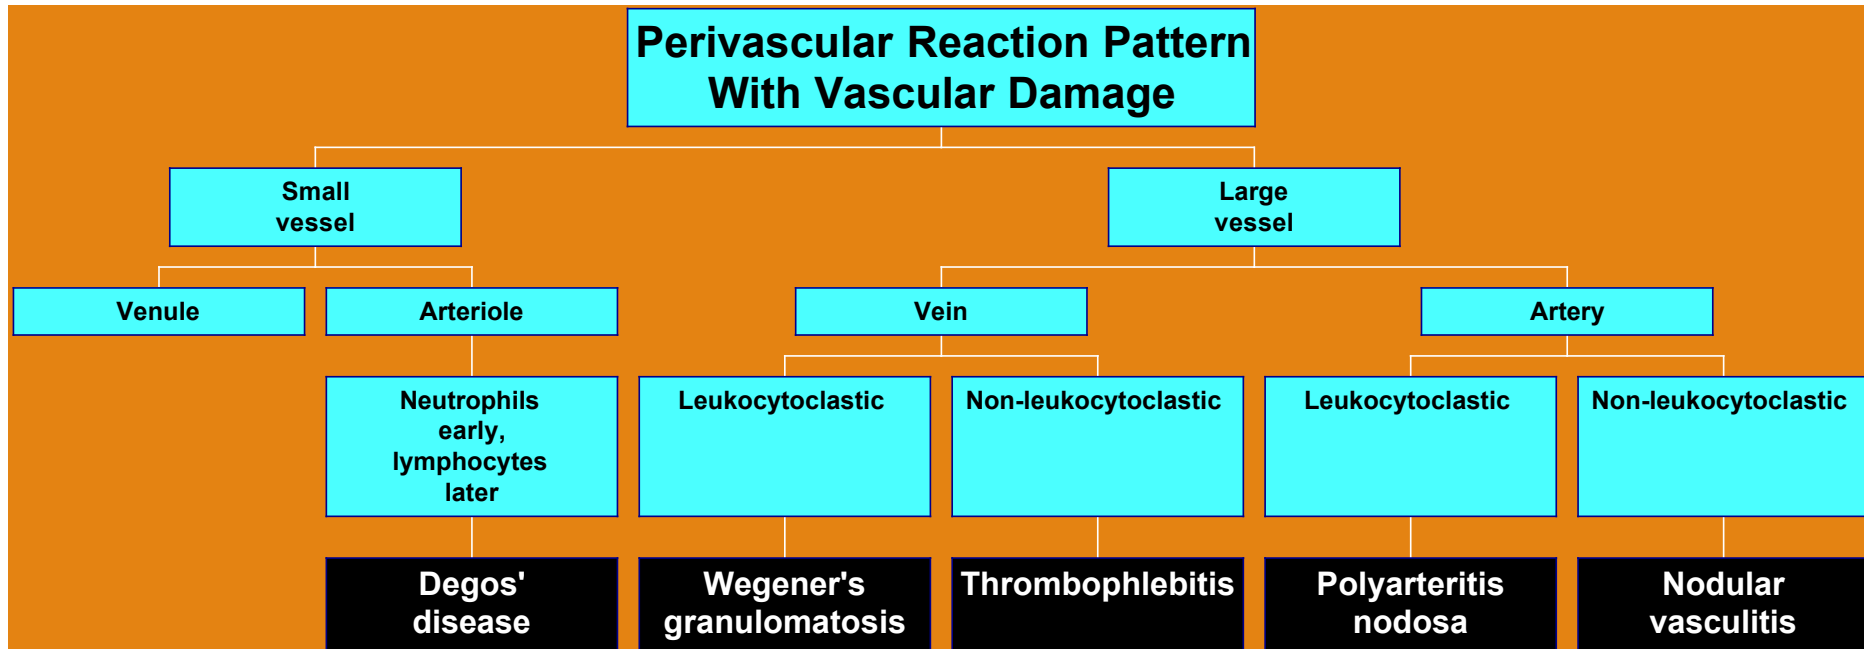 Perivascular Reaction Pattern
With Vascular Damage
Small
vessel
Large
vessel
Venule
Arteriole
Vein
Artery
Neutrophils
early,
lymphocytes
later
Leukocytoclastic
Non-leukocytoclastic
Leukocytoclastic
Non-leukocytoclastic
Degos'
disease
Wegener's
granulomatosis
Thrombophlebitis
Polyarteritis
nodosa
Nodular
vasculitis